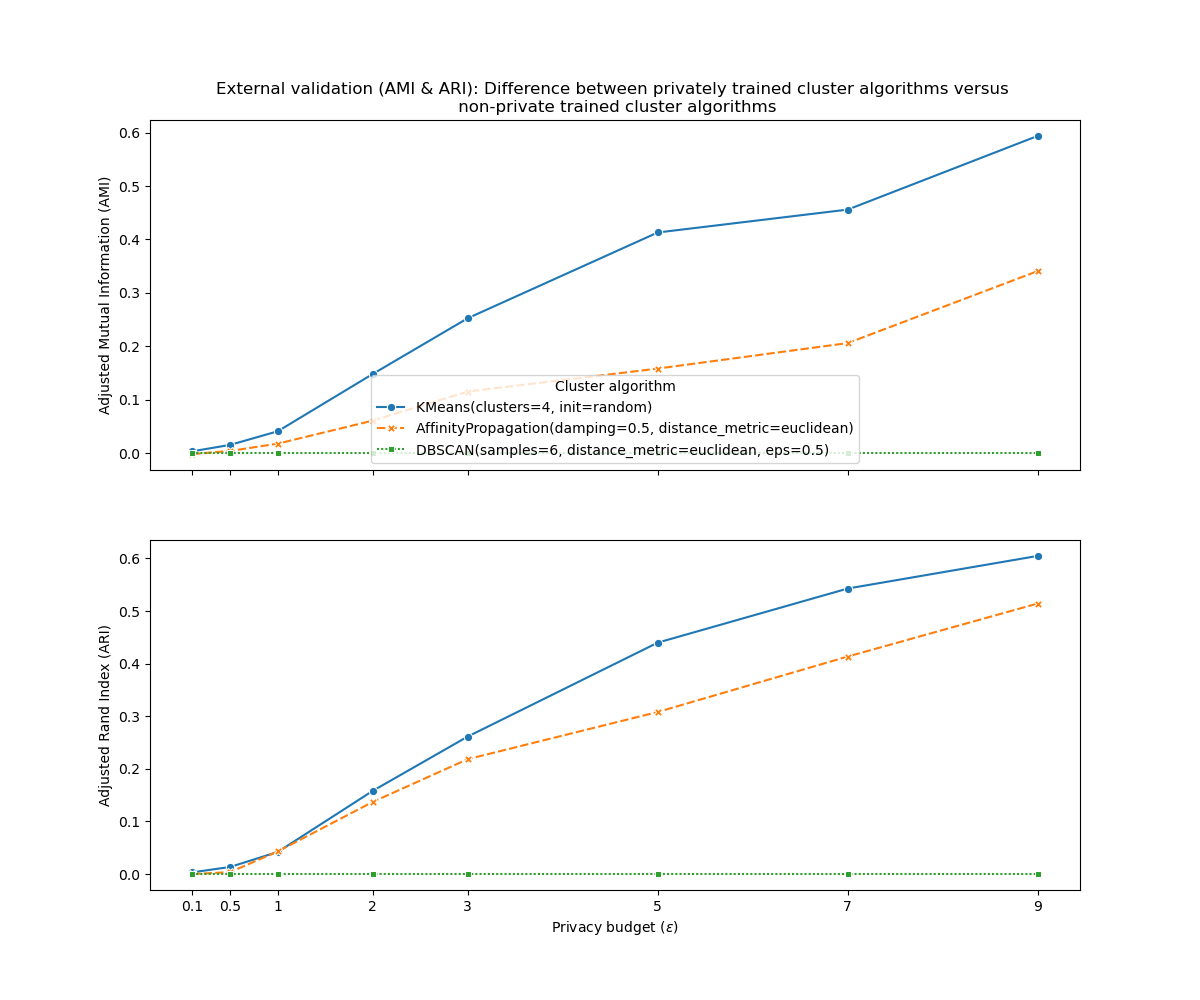 External validation (AMI & ARI): Difference between privately trained cluster algorithms versus
non-private trained cluster algorithms
Adjusted Mutual Information (AMI)
0.6
0.5
0.4
0.3
0.2
0.1
0.0
Cluster algorithm
KMeans(clusters=4, init=random)
AffinityPropagation(damping=0.5, distance_metric=euclidean)
DBSCAN(samples=6, distance_metric=euclidean, eps=0.5)
Adjusted Rand Index (ARI)
0.6
0.5
0.4
0.3
0.2
0.1
0.0
0.1 0.5 1 2 3 5 7 9
Privacy budget (ε)